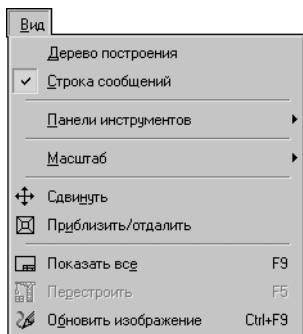 Вид
Дерево построения
Строка сообщений
Панели инструментов
Масштаб
Сдвинуть
Приблизить/отдалить
Показать все F9
Перестроить F5
Обновить изображение Ctrl+F9